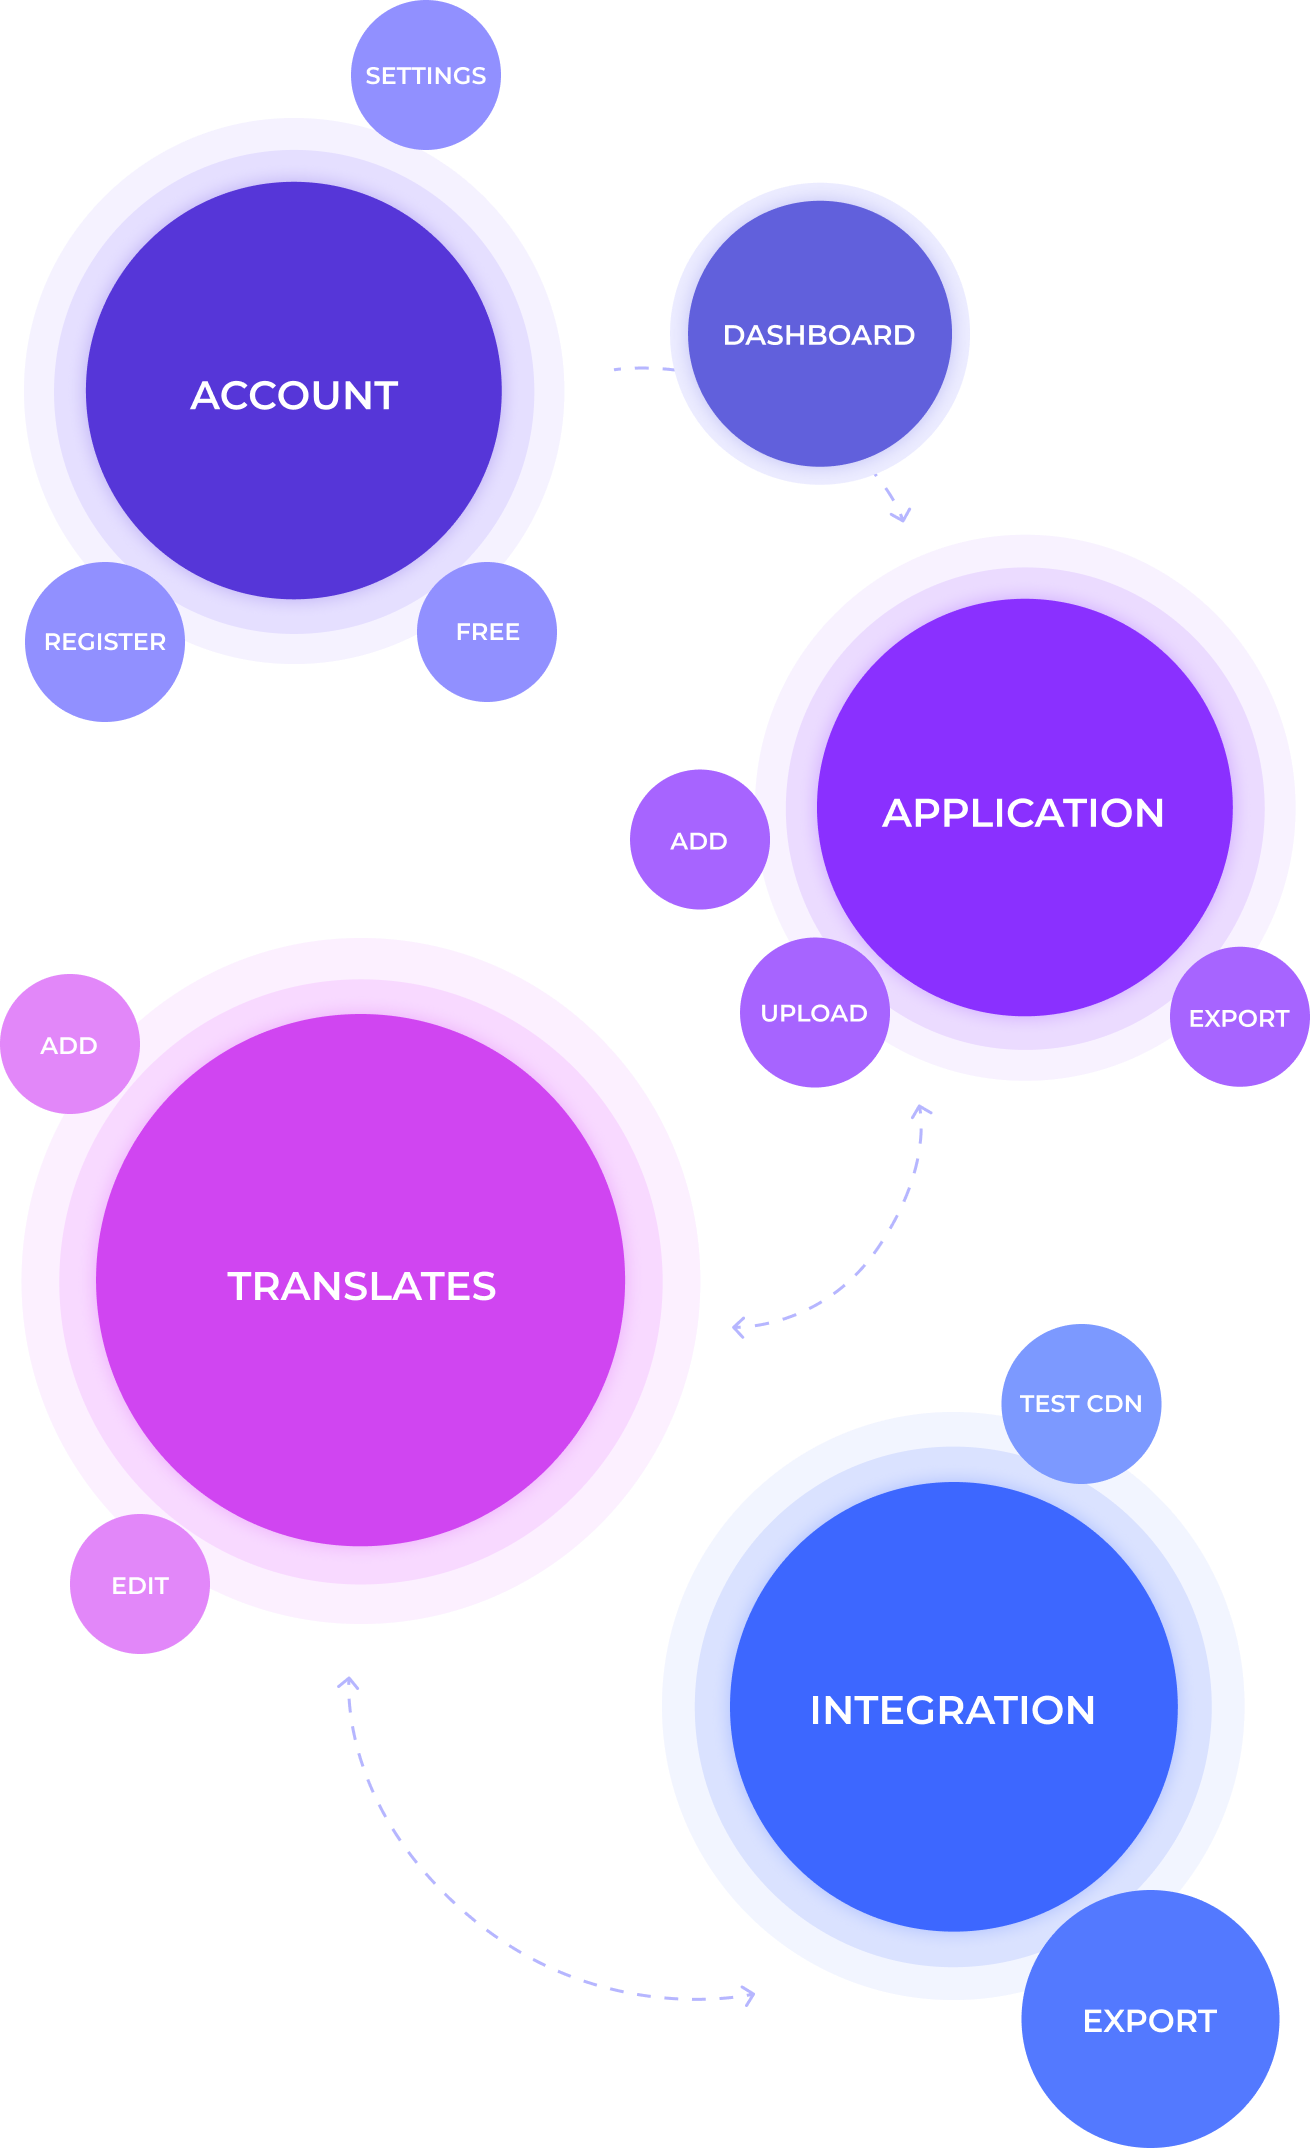 SETTINGS
DASHBOARD
ACCOUNT
REGISTER
FREE
APPLICATION
ADD
UPLOAD
EXPORT
ADD
TRANSLATES
EDIT
TEST CDN
INTEGRATION
EXPORT